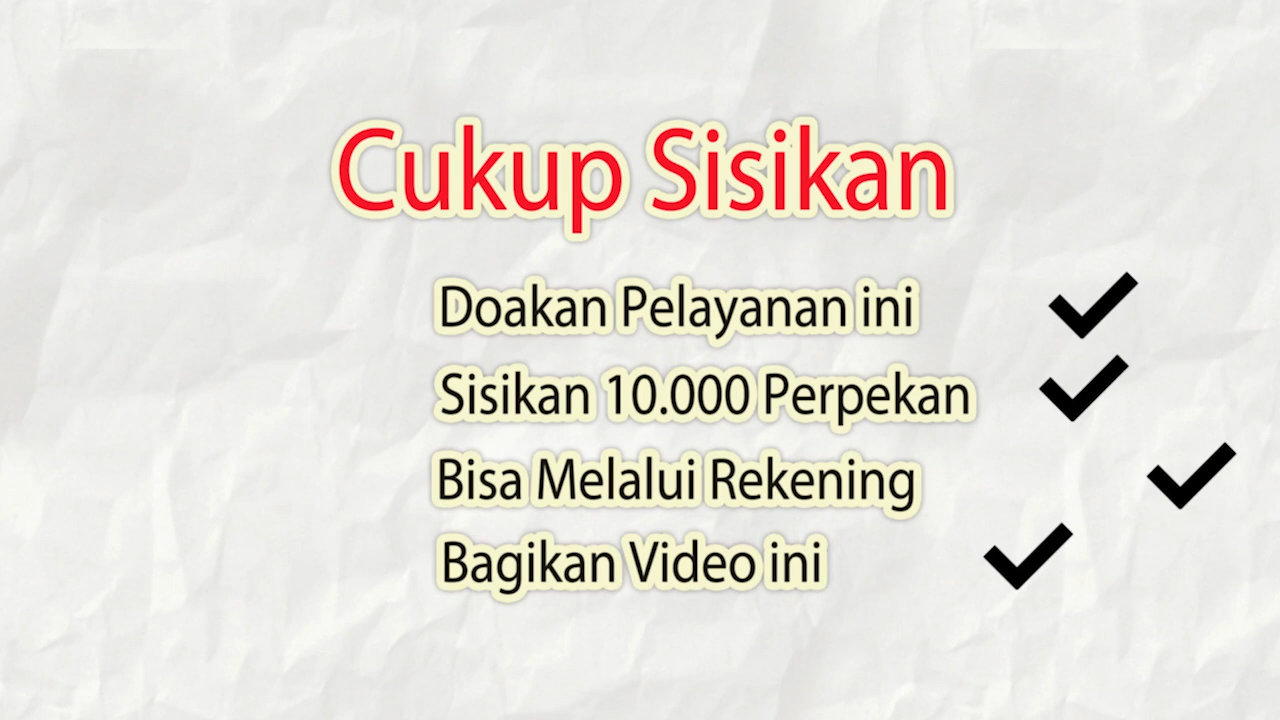 Cukup Sisikan
Doakan Pelayanan ini
Sisikan 10.000 Perpekan
Bisa Melalui Rekening
Bagikan Video ini